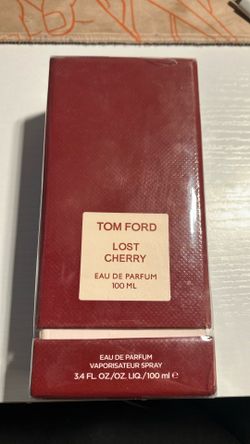 TOM FORD
LOST
CHERRY
EAU DE PARFUM
100 ML
EAU DE PARFUM
VAPORISATEUR SPRAY
3.4 FL. OZ./OZ. LIQ./100 ml ℮